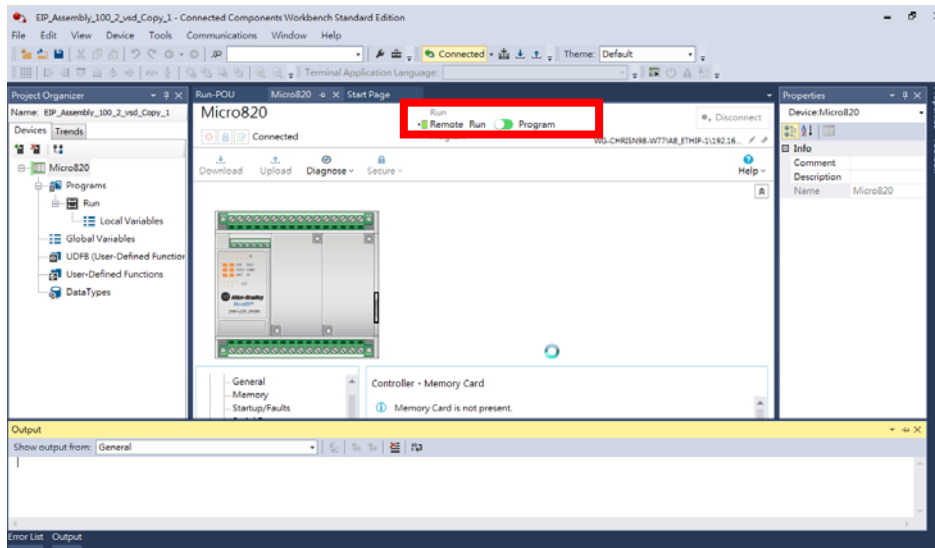 EIP_Assembly_100_2_vsd_Copy_1 - Connected Components Workbench Standard Edition
File Edit View Device Tools Communications Window Help
Connected Theme: Default
Terminal Application Language:
Project Organizer
Name: EIP_Assembly_100_2_vsd_Copy_1
Devices Trends
Micro820
Programs
Run
Local Variables
Global Variables
UDFB (User-Defined Function
User-Defined Functions
DataTypes
Run-POU Micro820 Start Page
Micro820
Connected
Run
Remote Run Program
Disconnect
Download Upload Diagnose Secure
Help
Allen-Bradley
General
Memory
Startup/Faults
Controller - Memory Card
Memory Card is not present.
Properties
Device:Micro820
Info
Comment
Description
Name Micro820
Output
Show output from: General
Error List Output